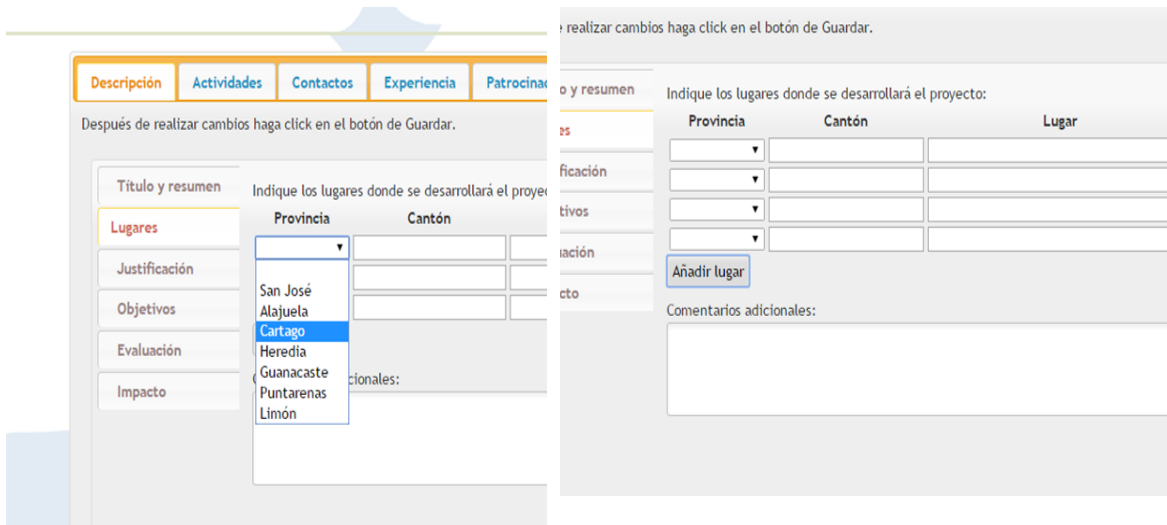 Descripción Actividades Contactos Experiencia Patrocinac
Después de realizar cambios haga click en el botón de Guardar.
Título y resumen
Lugares
Justificación
Objetivos
Evaluación
Impacto
Indique los lugares donde se desarrollará el proyec
Provincia Cantón
San José
Alajuela
Cartago
Heredia
Guanacaste
Puntarenas
Limón
cionales:
realizar cambios haga click en el botón de Guardar.
o y resumen
es
ficación
tivos
ación
cto
Indique los lugares donde se desarrollará el proyecto:
Provincia Cantón Lugar
Añadir lugar
Comentarios adicionales: